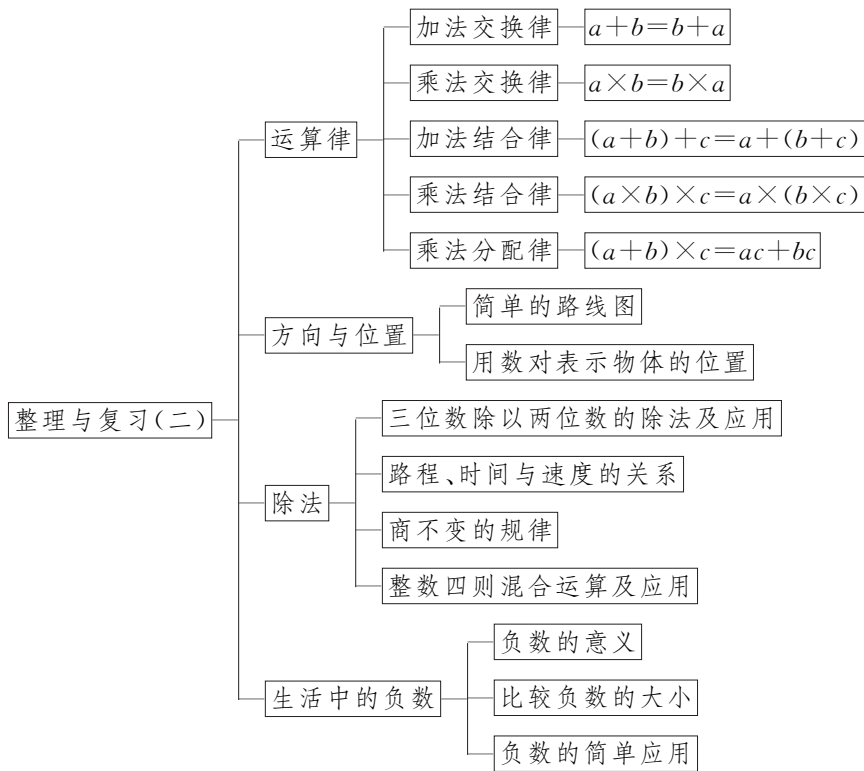 加法交换律 a+b=b+a
乘法交换律 a×b=b×a
运算律 加法结合律 (a+b)+c=a+(b+c)
乘法结合律 (a×b)×c=a×(b×c)
乘法分配律 (a+b)×c=ac+bc
简单的路线图
方向与位置
用数对表示物体的位置
整理与复习(二)
三位数除以两位数的除法及应用
路程、时间与速度的关系
除法
商不变的规律
整数四则混合运算及应用
负数的意义
生活中的负数 比较负数的大小
负数的简单应用